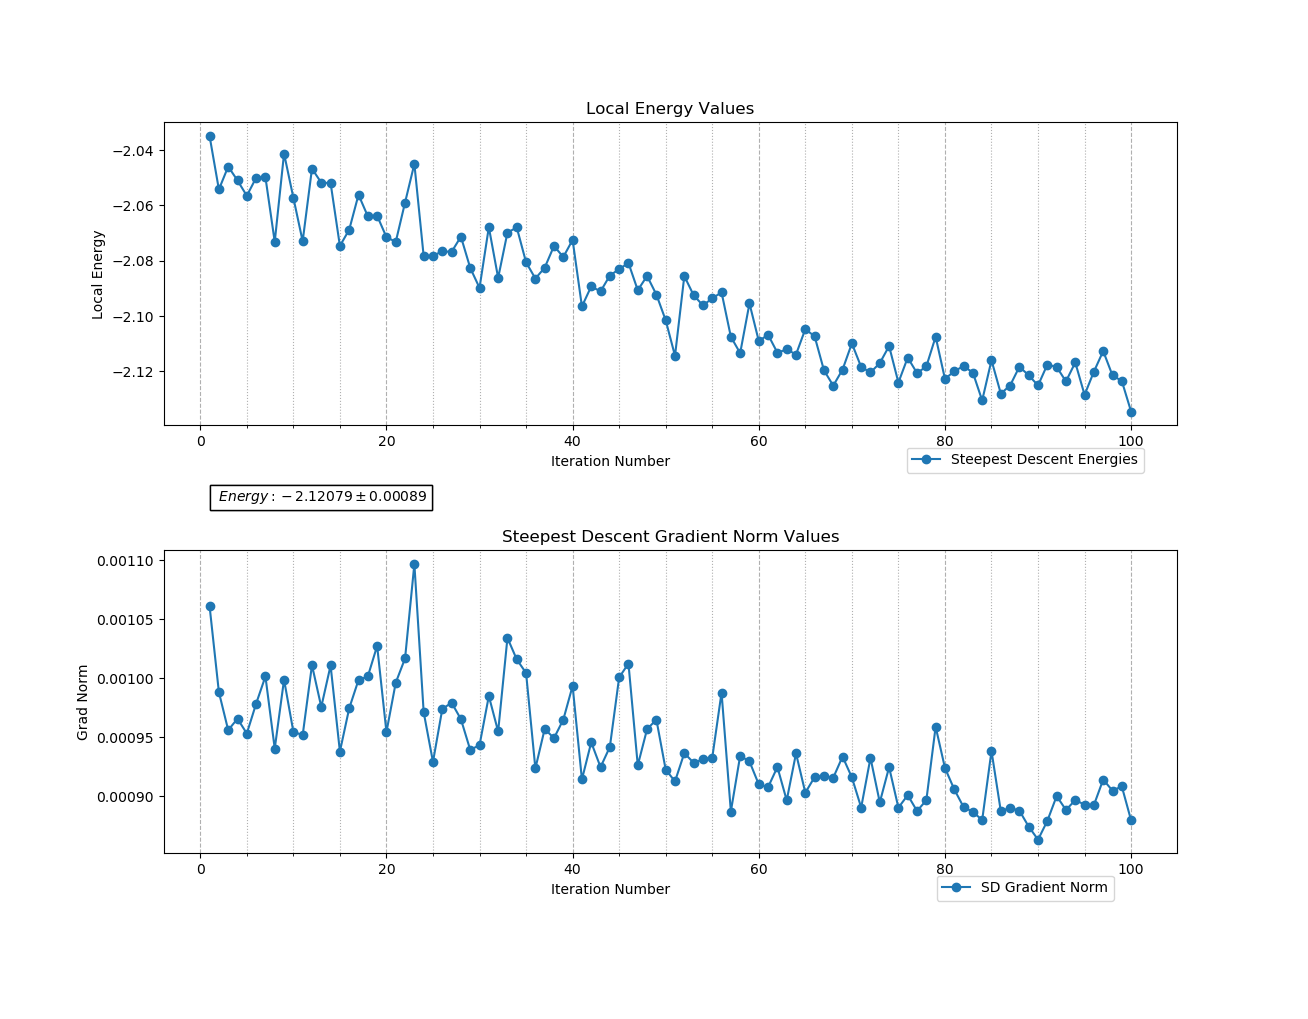 Local Energy Values
Local Energy
−2.04
−2.06
−2.08
−2.10
−2.12
0 20 40 60 80 100
Iteration Number
Steepest Descent Energies
Energy : − 2.12079 ± 0.00089
Steepest Descent Gradient Norm Values
Grad Norm
0.00110
0.00105
0.00100
0.00095
0.00090
0 20 40 60 80 100
Iteration Number
SD Gradient Norm